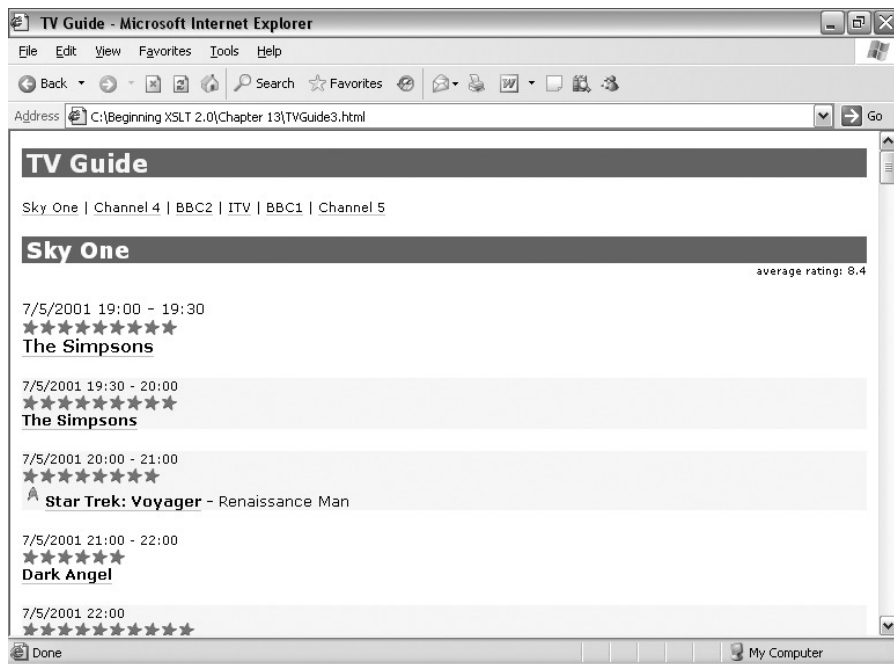 TV Guide - Microsoft Internet Explorer
File Edit View Favorites Tools Help
Back Search Favorites
Address C:\Beginning XSLT 2.0\Chapter 13\TVGuide3.html Go
TV Guide
Sky One | Channel 4 | BBC2 | ITV | BBC1 | Channel 5
Sky One
average rating: 8.4
7/5/2001 19:00 - 19:30
The Simpsons
7/5/2001 19:30 - 20:00
The Simpsons
7/5/2001 20:00 - 21:00
Star Trek: Voyager - Renaissance Man
7/5/2001 21:00 - 22:00
Dark Angel
7/5/2001 22:00
Done My Computer